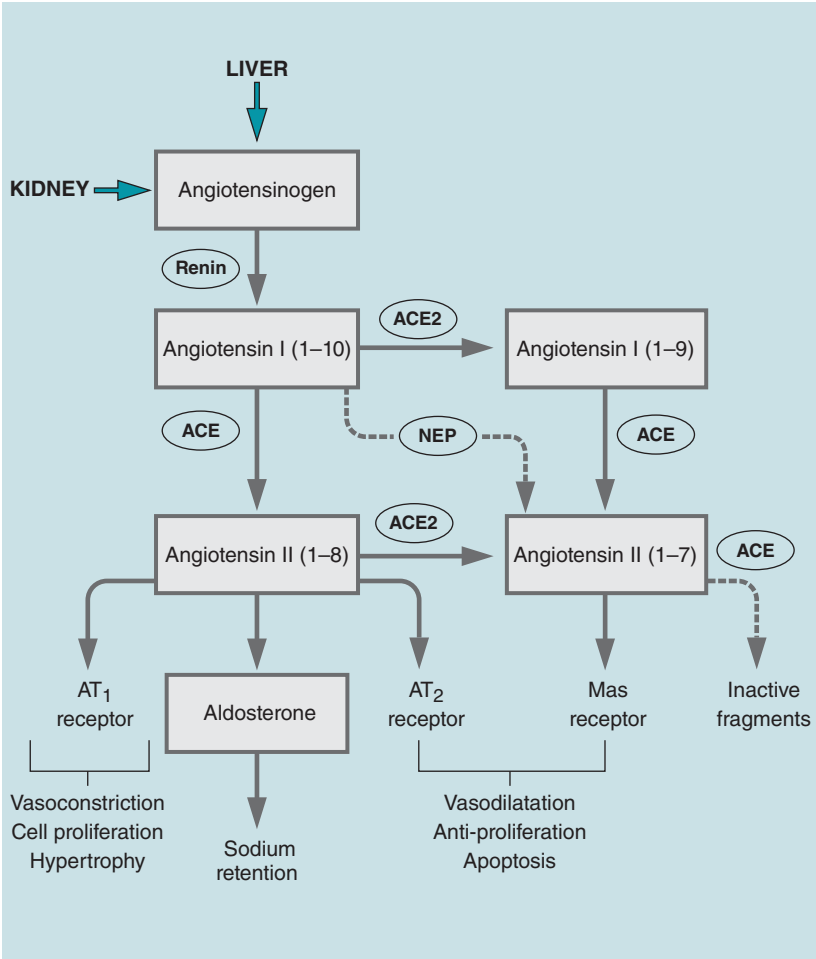 LIVER
KIDNEY
Angiotensinogen
Renin
Angiotensin I (1–10)
ACE2
Angiotensin I (1–9)
ACE
NEP
ACE
Angiotensin II (1–8)
ACE2
Angiotensin II (1–7)
ACE
AT1
receptor
Aldosterone
AT2
receptor
Mas
receptor
Inactive
fragments
Vasoconstriction
Cell proliferation
Hypertrophy
Sodium
retention
Vasodilatation
Anti-proliferation
Apoptosis